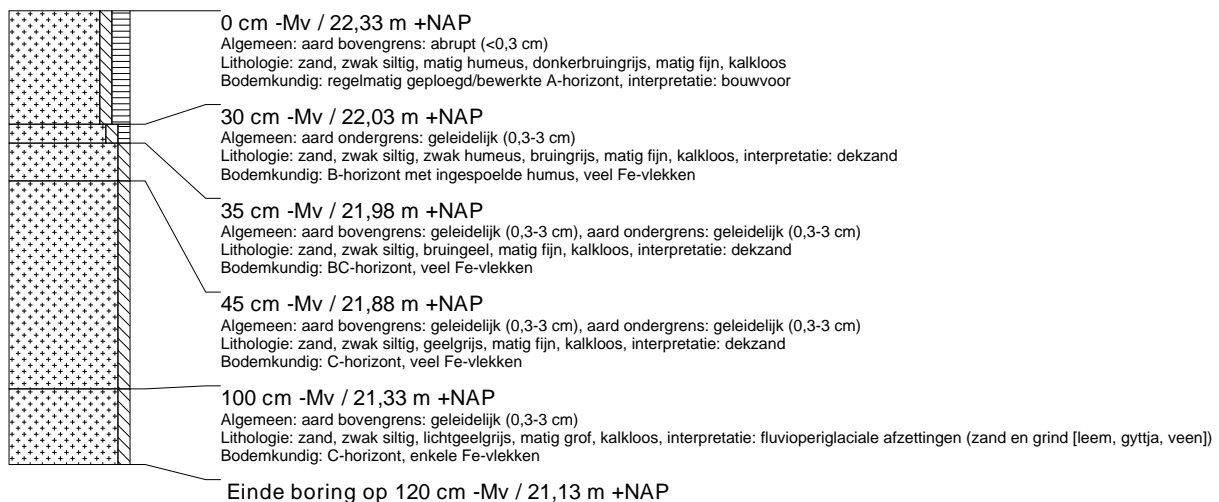 0 cm -Mv / 22,33 m +NAP
Algemeen: aard bovengrens: abrupt (<0,3 cm)
Lithologie: zand, zwak siltig, matig humeus, donkerbruingrijs, matig fijn, kalkloos
Bodemkundig: regelmatig geploegd/bewerkte A-horizont, interpretatie: bouwvoor
30 cm -Mv / 22,03 m +NAP
Algemeen: aard ondergrens: geleidelijk (0,3-3 cm)
Lithologie: zand, zwak siltig, zwak humeus, bruingrijs, matig fijn, kalkloos, interpretatie: dekzand
Bodemkundig: B-horizont met ingespoelde humus, veel Fe-vlekken
35 cm -Mv / 21,98 m +NAP
Algemeen: aard bovengrens: geleidelijk (0,3-3 cm), aard ondergrens: geleidelijk (0,3-3 cm)
Lithologie: zand, zwak siltig, bruingeel, matig fijn, kalkloos, interpretatie: dekzand
Bodemkundig: BC-horizont, veel Fe-vlekken
45 cm -Mv / 21,88 m +NAP
Algemeen: aard bovengrens: geleidelijk (0,3-3 cm), aard ondergrens: geleidelijk (0,3-3 cm)
Lithologie: zand, zwak siltig, geelgrijs, matig fijn, kalkloos, interpretatie: dekzand
Bodemkundig: C-horizont, veel Fe-vlekken
100 cm -Mv / 21,33 m +NAP
Algemeen: aard bovengrens: geleidelijk (0,3-3 cm)
Lithologie: zand, zwak siltig, lichtgeelgrijs, matig grof, kalkloos, interpretatie: fluvioperiglaciale afzettingen (zand en grind [leem, gyttja, veen])
Bodemkundig: C-horizont, enkele Fe-vlekken
Einde boring op 120 cm -Mv / 21,13 m +NAP